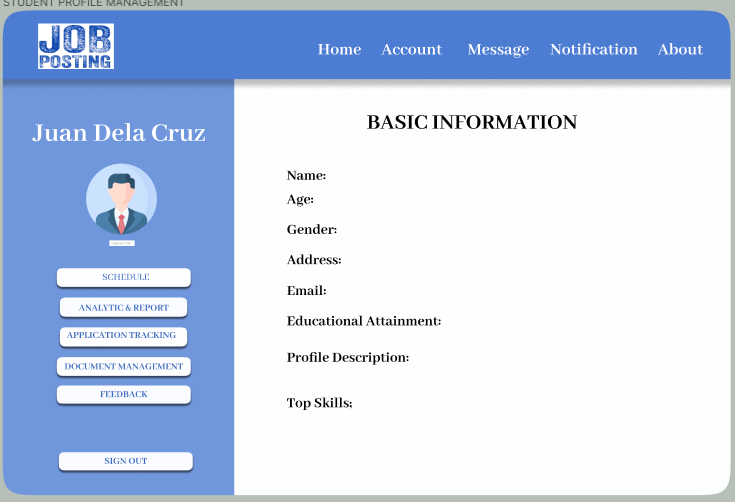 STUDENT PROFILE MANAGEMENT
JOB
POSTING
Home Account Message Notification About
Juan Dela Cruz
SCHEDULE
ANALYTIC & REPORT
APPLICATION TRACKING
DOCUMENT MANAGEMENT
FEEDBACK
SIGN OUT
BASIC INFORMATION
Name:
Age:
Gender:
Address:
Email:
Educational Attainment:
Profile Description:
Top Skills;